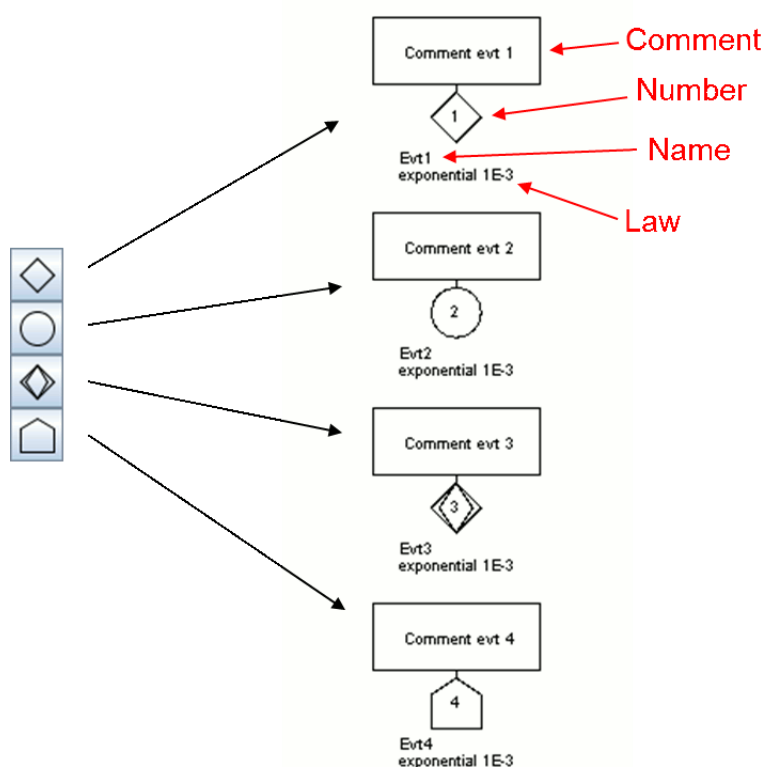 Comment evt 1
Comment
1
Number
Evt1
Name
exponential 1E-3
Law
Comment evt 2
2
Evt2
exponential 1E-3
Comment evt 3
3
Evt3
exponential 1E-3
Comment evt 4
4
Evt4
exponential 1E-3